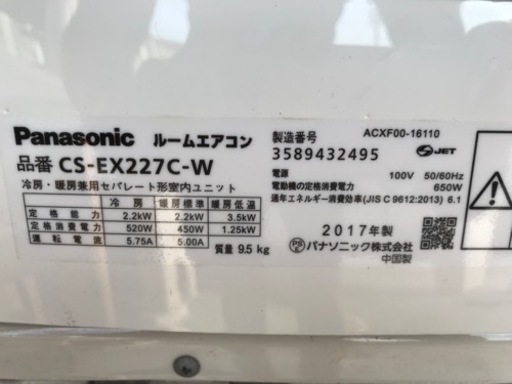 Panasonic ルームエアコン
品番 CS-EX227C-W
冷房・暖房兼用セパレート形室内ユニット
冷 房 暖房標準 暖房低温
定格能力 2.2kW 2.2kW 3.5kW
定格消費電力 520W 450W 1.25kW
運転電流 5.75A 5.00A
質量 9.5 kg
ACXF00-16110
製造番号
3589432495
JET
電源 100V 50/60Hz
電動機の定格消費電力 650W
通年エネルギー消費効率(JIS C 9612:2013) 6.1
2017年製
PS E
パナソニック株式会社
中国製